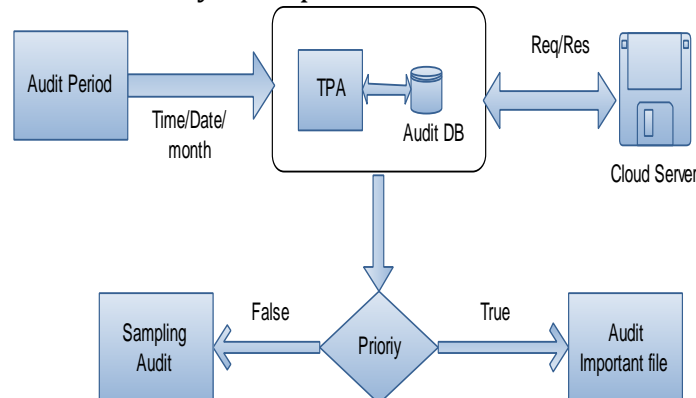 Req/Res
Audit Period
TPA
Audit DB
Time/Date/
month
Cloud Server
False
True
Sampling
Audit
Prioriy
Audit
Important file